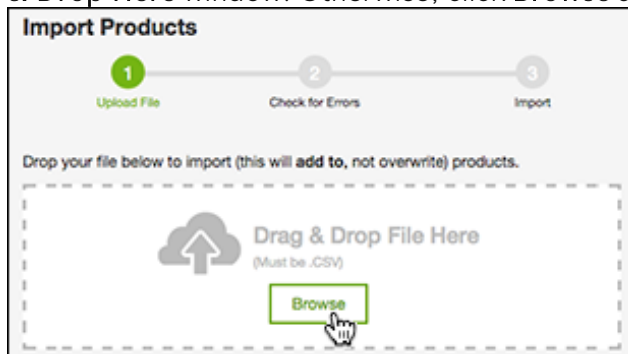 Import Products
1
2
3
Upload File
Check for Errors
Import
Drop your file below to import (this will add to, not overwrite) products.
Drag & Drop File Here
(Must be .CSV)
Browse